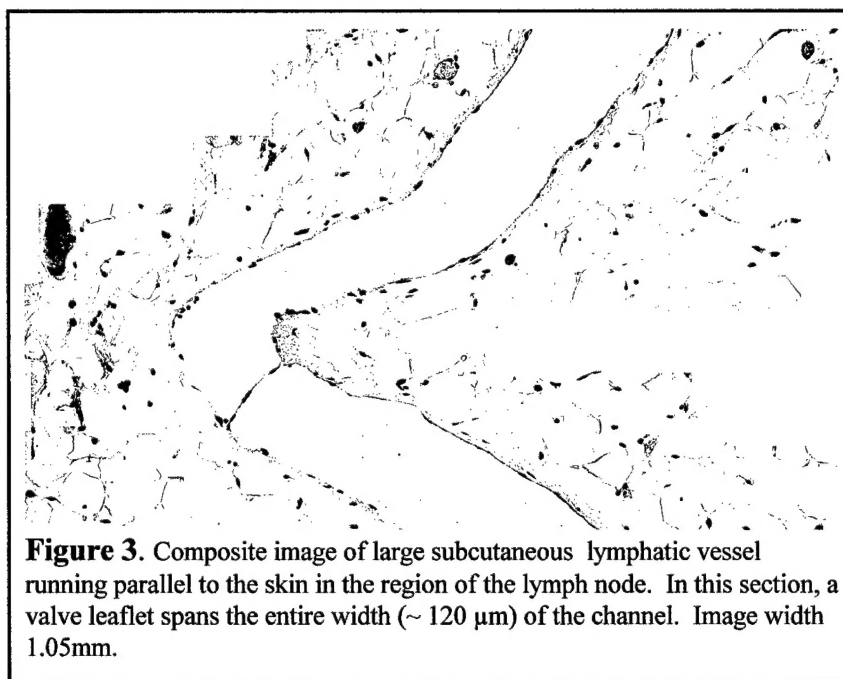 Figure 3. Composite image of large subcutaneous lymphatic vessel
running parallel to the skin in the region of the lymph node. In this section, a
valve leaflet spans the entire width (~ 120 µm) of the channel. Image width
1.05mm.